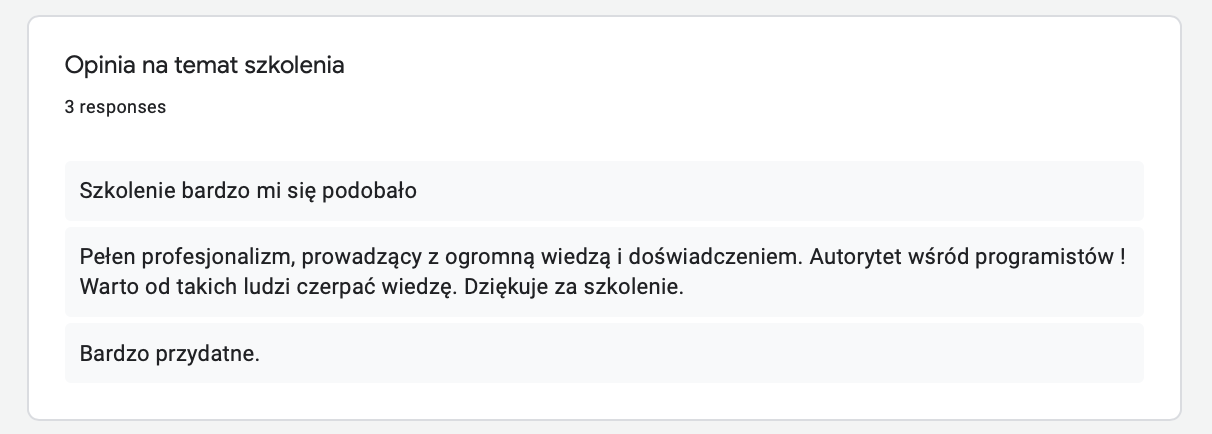 Opinia na temat szkolenia
3 responses
Szkolenie bardzo mi się podobało
Pełen profesjonalizm, prowadzący z ogromną wiedzą i doświadczeniem. Autorytet wśród programistów !
Warto od takich ludzi czerpać wiedzę. Dziękuje za szkolenie.
Bardzo przydatne.